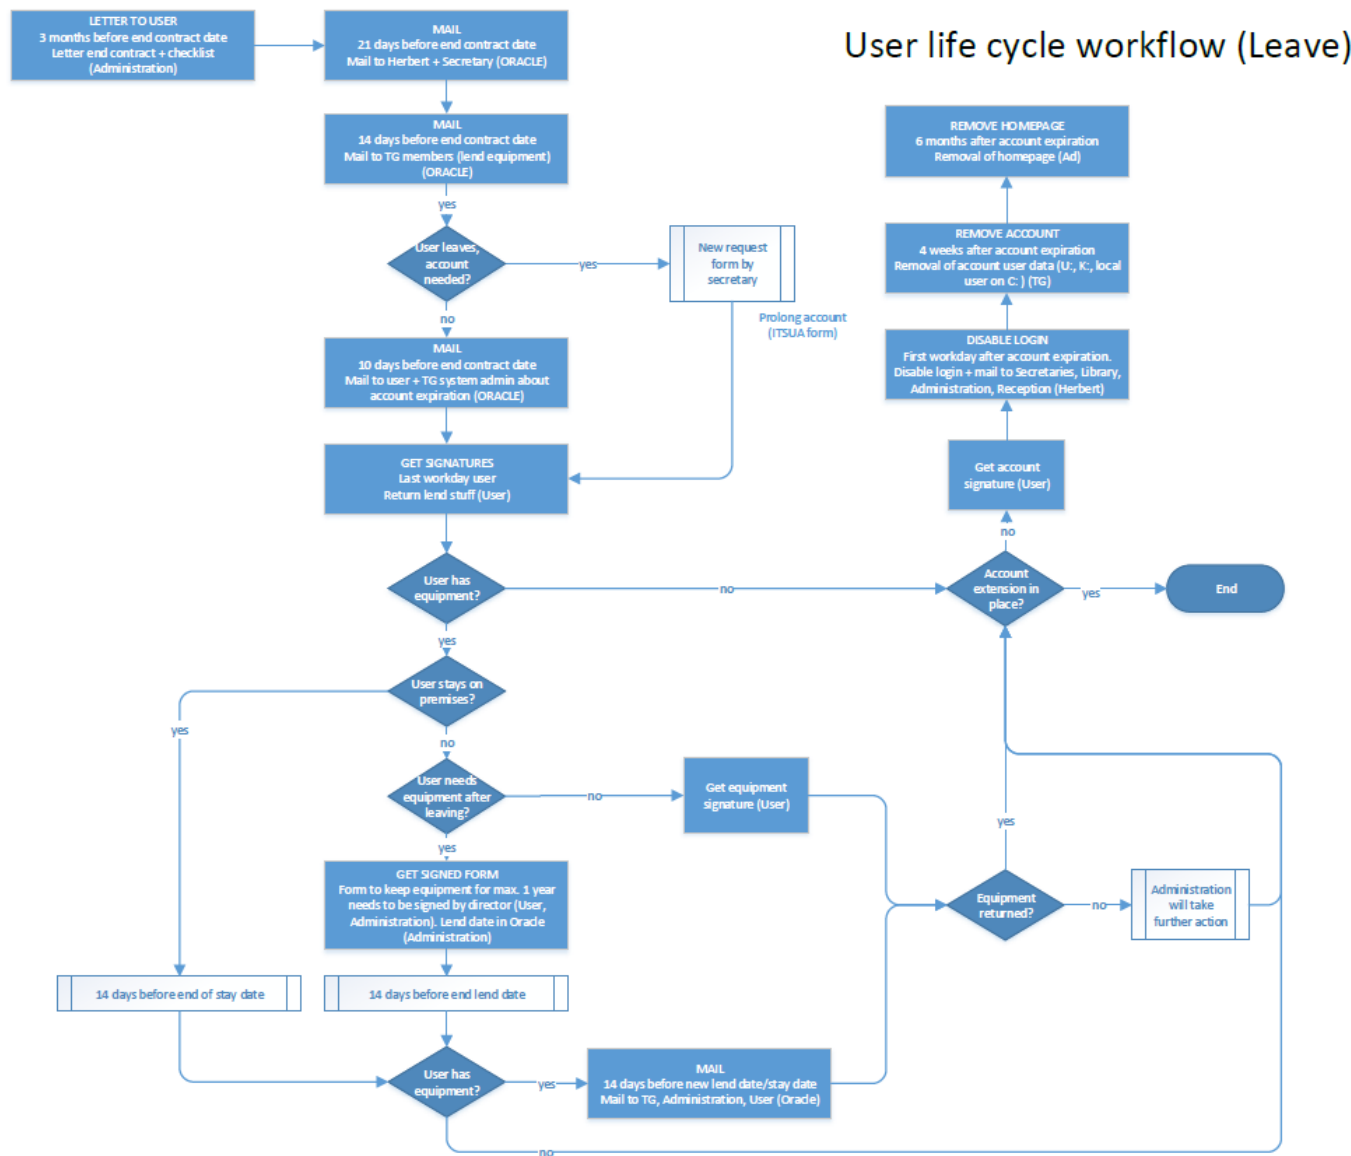 User life cycle workflow (Leave)
LETTER TO USER
3 months before end contract date
Letter end contract + checklist
(Administration)
MAIL
21 days before end contract date
Mail to Herbert + Secretary (ORACLE)
MAIL
14 days before end contract date
Mail to TG members (lend equipment)
(ORACLE)
yes
User leaves,
account
needed?
yes
New request
form by
secretary
Prolong account
(ITSUA form)
no
MAIL
10 days before end contract date
Mail to user + TG system admin about
account expiration (ORACLE)
GET SIGNATURES
Last workday user
Return lend stuff (User)
User has
equipment?
no
yes
User stays on
premises?
yes
no
User needs
equipment after
leaving?
no
Get equipment
signature (User)
yes
GET SIGNED FORM
Form to keep equipment for max. 1 year
needs to be signed by director (User,
Administration). Lend date in Oracle
(Administration)
14 days before end of stay date
14 days before end lend date
User has
equipment?
yes
MAIL
14 days before new lend date/stay date
Mail to TG, Administration, User (Oracle)
no
REMOVE HOMEPAGE
6 months after account expiration
Removal of homepage (Ad)
REMOVE ACCOUNT
4 weeks after account expiration
Removal of account user data (U:, K:, local
user on C: ) (TG)
DISABLE LOGIN
First workday after account expiration.
Disable login + mail to Secretaries, Library,
Administration, Reception (Herbert)
Get account
signature (User)
no
Account
extension in
place?
yes
End
yes
Equipment
returned?
no
Administration
will take
further action